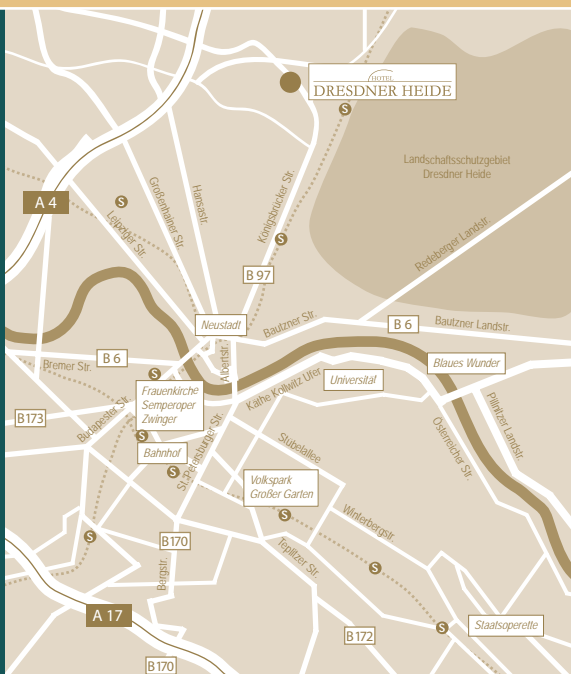 HOTEL
DRESDNER HEIDE
S
Landschaftsschutzgebiet
Dresdner Heide
A 4
S
Leipziger Str.
Großenhainer Str.
Hansastr.
Königsbrücker Str.
S
Redeberger Landstr.
B 97
Neustadt
Bautzner Str.
B 6
Bautzner Landstr.
Bremer Str.
B 6
S
Albertstr.
Käthe Kollwitz Ufer
Universität
Blaues Wunder
B173
Budapester Str.
Frauenkirche
Semperoper
Zwinger
S
Bahnhof
S
St. Petersburger Str.
Stübelallee
Österreicher Str.
Pillnitzer Landstr.
Volkspark
Großer Garten
S
Winterbergstr.
S
B170
Teplitzer Str.
S
Bergstr.
A 17
B172
S
Staatsoperette
B170